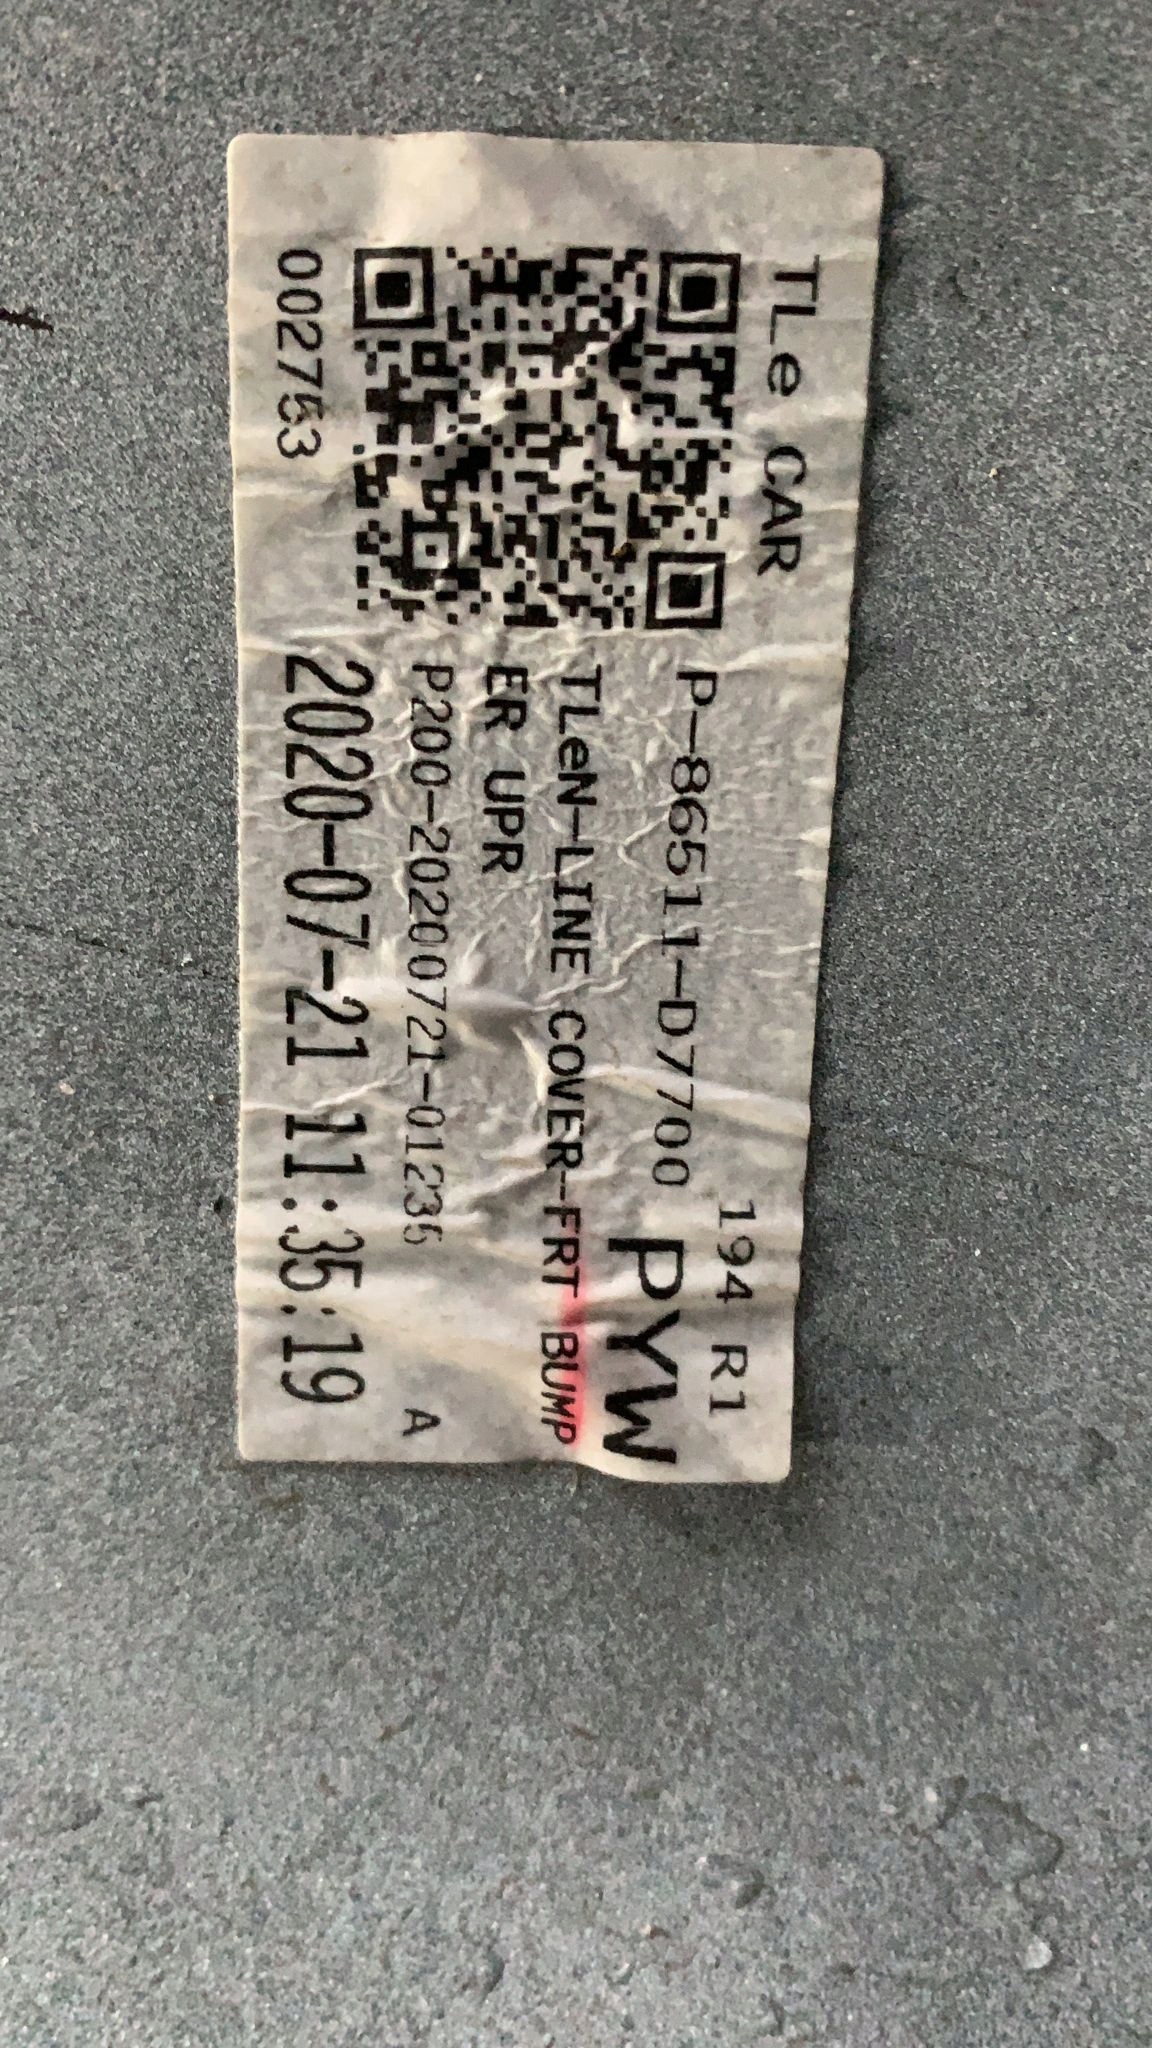 TLe CAR
194 R1
P-86511-D7700
PYW
TLeN-LINE COVER-FRT BUMP
ER UPR
P200-20200721-01235
A
002753
2020-07-21 11:35:19